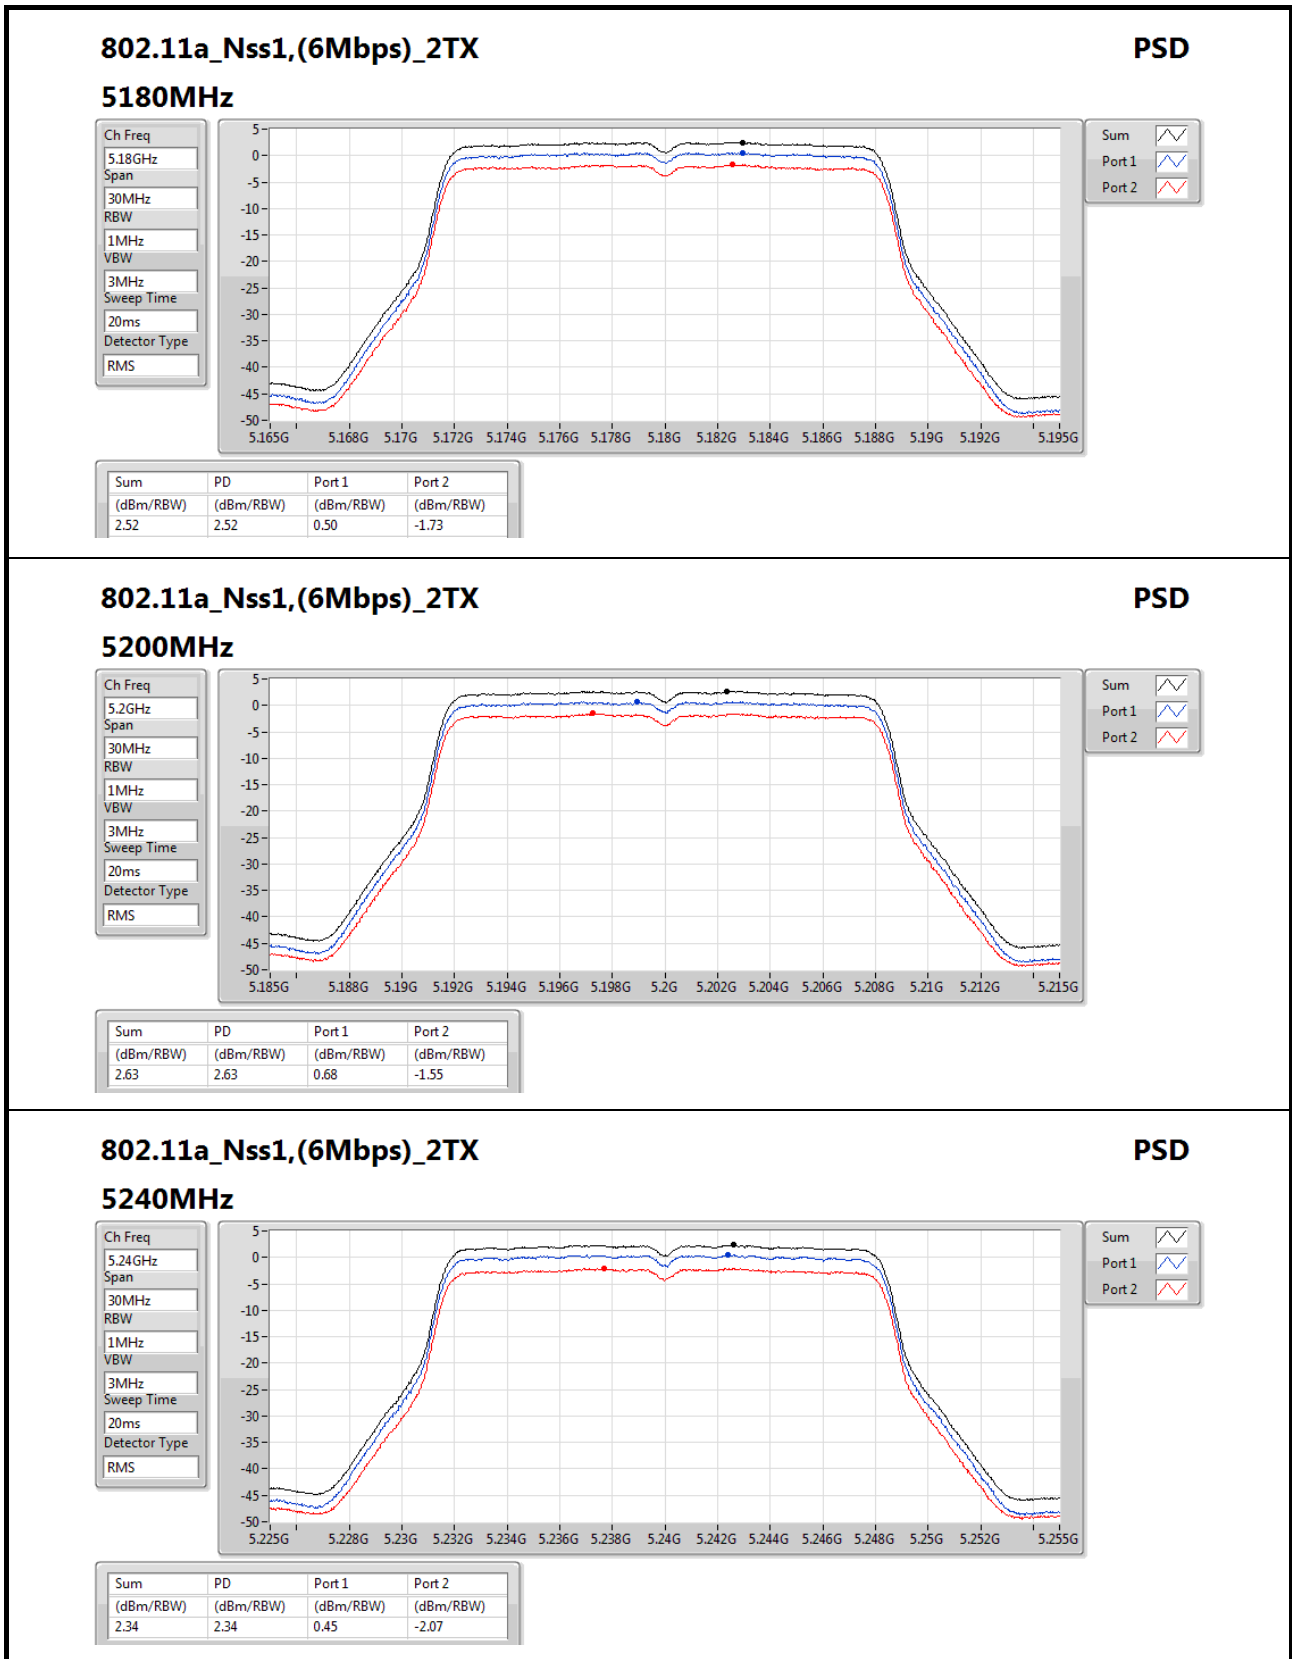 802.11a_Nss1,(6Mbps)_2TX PSD
5180MHz
Ch Freq
5.18GHz
Span
30MHz
RBW
1MHz
VBW
3MHz
Sweep Time
20ms
Detector Type
RMS
5
0
-5
-10
-15
-20
-25
-30
-35
-40
-45
-50
5.165G 5.168G 5.17G 5.172G 5.174G 5.176G 5.178G 5.18G 5.182G 5.184G 5.186G 5.188G 5.19G 5.192G 5.195G
Sum
Port 1
Port 2
Sum PD Port 1 Port 2
(dBm/RBW) (dBm/RBW) (dBm/RBW) (dBm/RBW)
2.52 2.52 0.50 -1.73
802.11a_Nss1,(6Mbps)_2TX PSD
5200MHz
Ch Freq
5.2GHz
Span
30MHz
RBW
1MHz
VBW
3MHz
Sweep Time
20ms
Detector Type
RMS
5
0
-5
-10
-15
-20
-25
-30
-35
-40
-45
-50
5.185G 5.188G 5.19G 5.192G 5.194G 5.196G 5.198G 5.2G 5.202G 5.204G 5.206G 5.208G 5.21G 5.212G 5.215G
Sum
Port 1
Port 2
Sum PD Port 1 Port 2
(dBm/RBW) (dBm/RBW) (dBm/RBW) (dBm/RBW)
2.63 2.63 0.68 -1.55
802.11a_Nss1,(6Mbps)_2TX PSD
5240MHz
Ch Freq
5.24GHz
Span
30MHz
RBW
1MHz
VBW
3MHz
Sweep Time
20ms
Detector Type
RMS
5
0
-5
-10
-15
-20
-25
-30
-35
-40
-45
-50
5.225G 5.228G 5.23G 5.232G 5.234G 5.236G 5.238G 5.24G 5.242G 5.244G 5.246G 5.248G 5.25G 5.252G 5.255G
Sum
Port 1
Port 2
Sum PD Port 1 Port 2
(dBm/RBW) (dBm/RBW) (dBm/RBW) (dBm/RBW)
2.34 2.34 0.45 -2.07